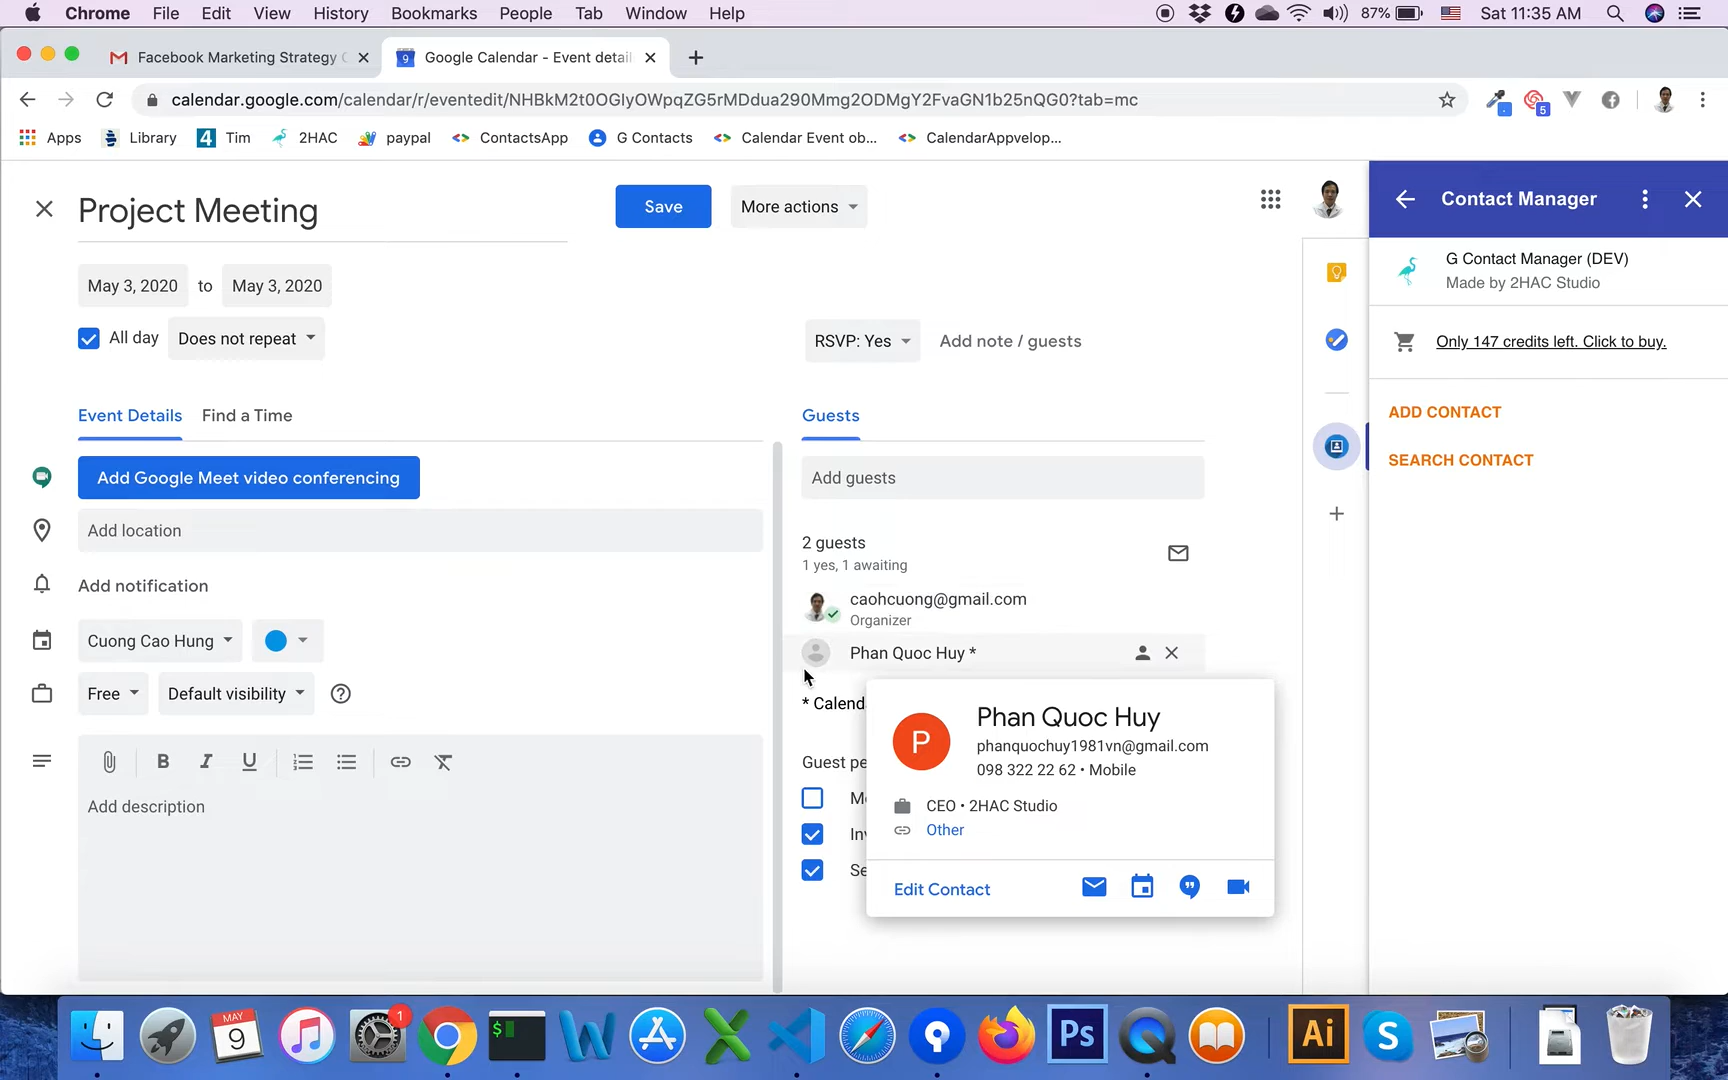 Chrome File Edit View History Bookmarks People Tab Window Help 87% Sat 11:35 AM
Facebook Marketing Strategy
9 Google Calendar - Event detail
calendar.google.com/calendar/r/eventedit/NHBkM2t0OGlyOWpqZG5rMDdua290Mmg2ODMgY2FvaGN1b25nQG0?tab=mc
5
Apps Library 4 Tim 2HAC paypal ContactsApp G Contacts Calendar Event ob... CalendarAppvelop...
Project Meeting
Save
More actions
May 3, 2020 to May 3, 2020
All day
Does not repeat
RSVP: Yes
Add note / guests
Event Details
Find a Time
Add Google Meet video conferencing
Add location
Add notification
Cuong Cao Hung
Free
Default visibility
B I U
Add description
Guests
Add guests
2 guests
1 yes, 1 awaiting
caohcuong@gmail.com
Organizer
Phan Quoc Huy *
* Calend
Guest pe
Inv
Se
P
Phan Quoc Huy
phanquochuy1981vn@gmail.com
098 322 22 62 • Mobile
CEO • 2HAC Studio
Other
Edit Contact
Contact Manager
G Contact Manager (DEV)
Made by 2HAC Studio
Only 147 credits left. Click to buy.
ADD CONTACT
SEARCH CONTACT
MAY
9
1
$
W
X
Ps
Ai
S